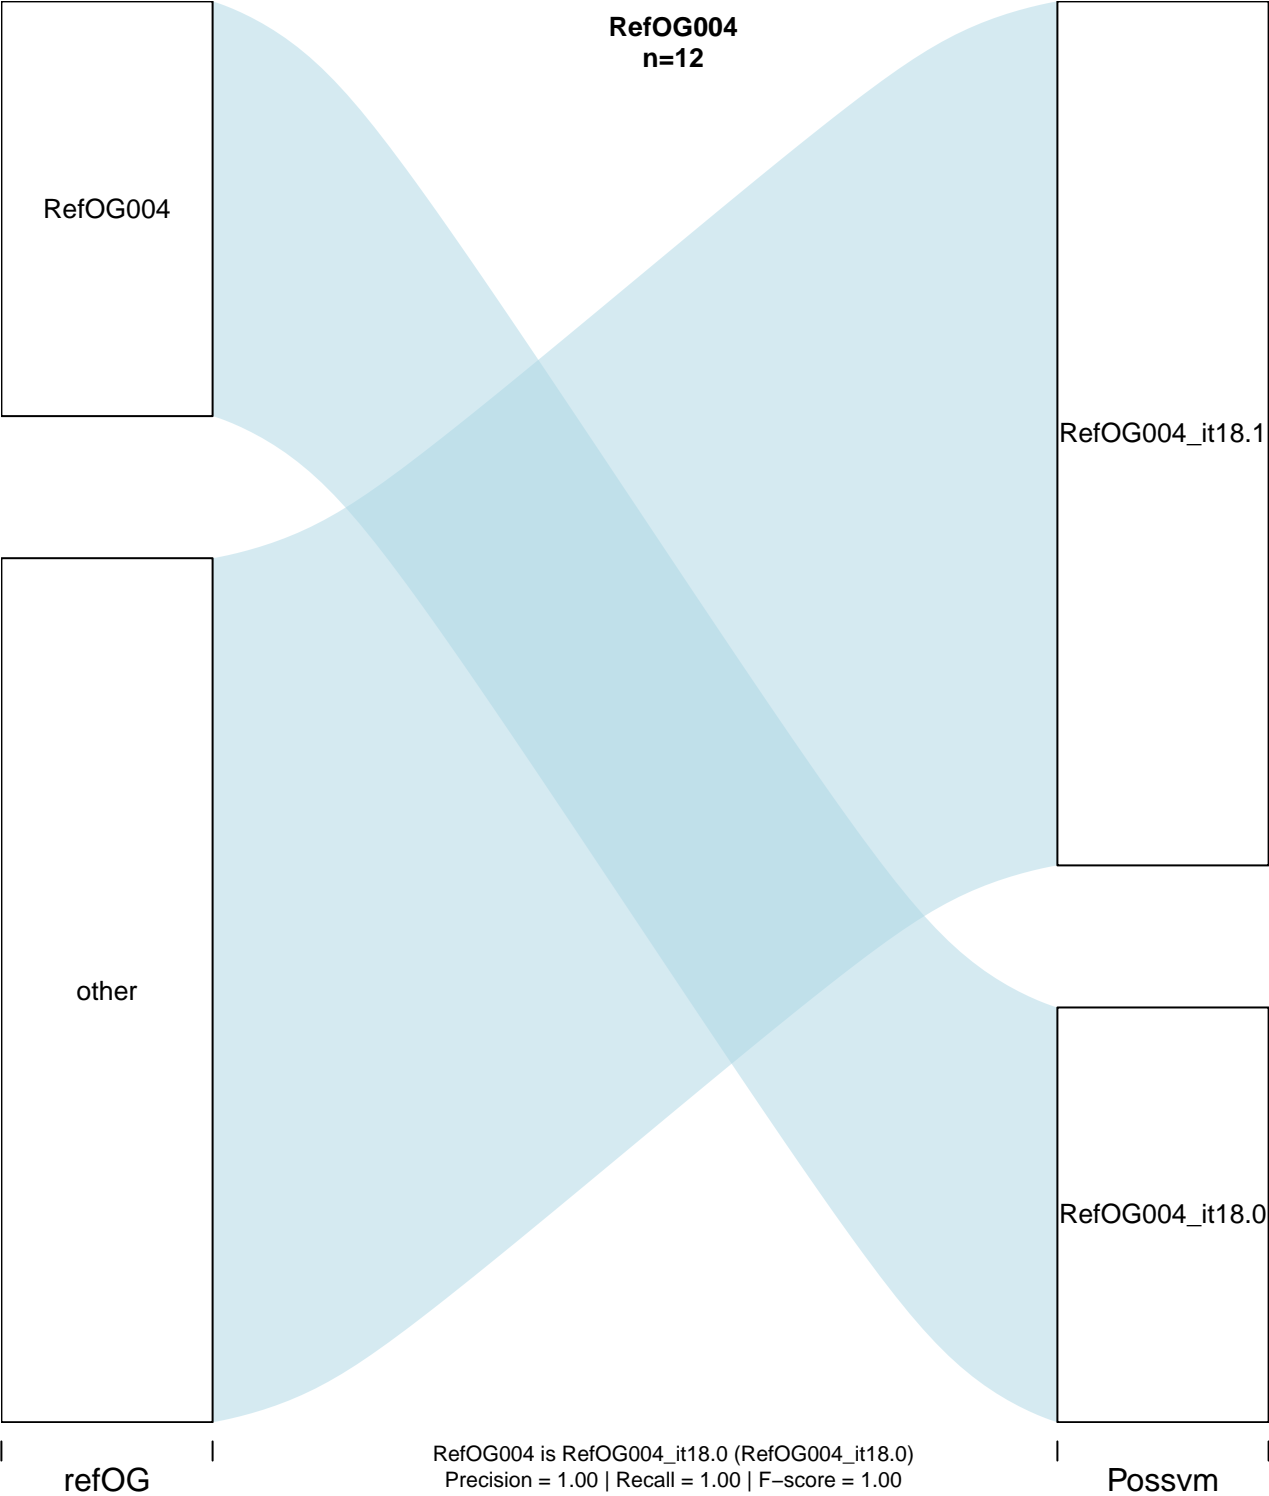 RefOG004
n=12
RefOG004
RefOG004_it18.1
other
RefOG004_it18.0
RefOG004 is RefOG004_it18.0 (RefOG004_it18.0)
Precision = 1.00 | Recall = 1.00 | F−score = 1.00
refOG
Possvm